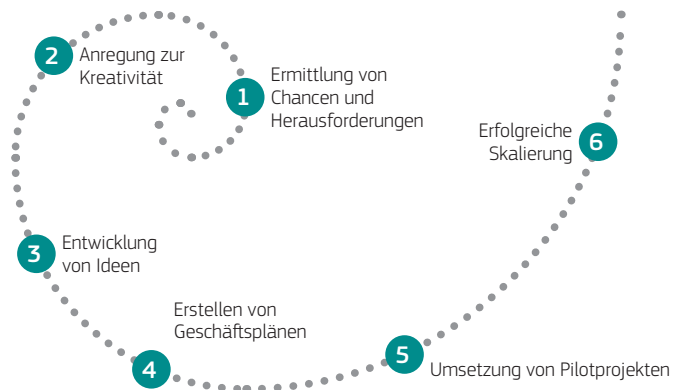 1
Ermittlung von
Chancen und
Herausforderungen
2
Anregung zur
Kreativität
3
Entwicklung
von Ideen
4
Erstellen von
Geschäftsplänen
5
Umsetzung von Pilotprojekten
6
Erfolgreiche
Skalierung